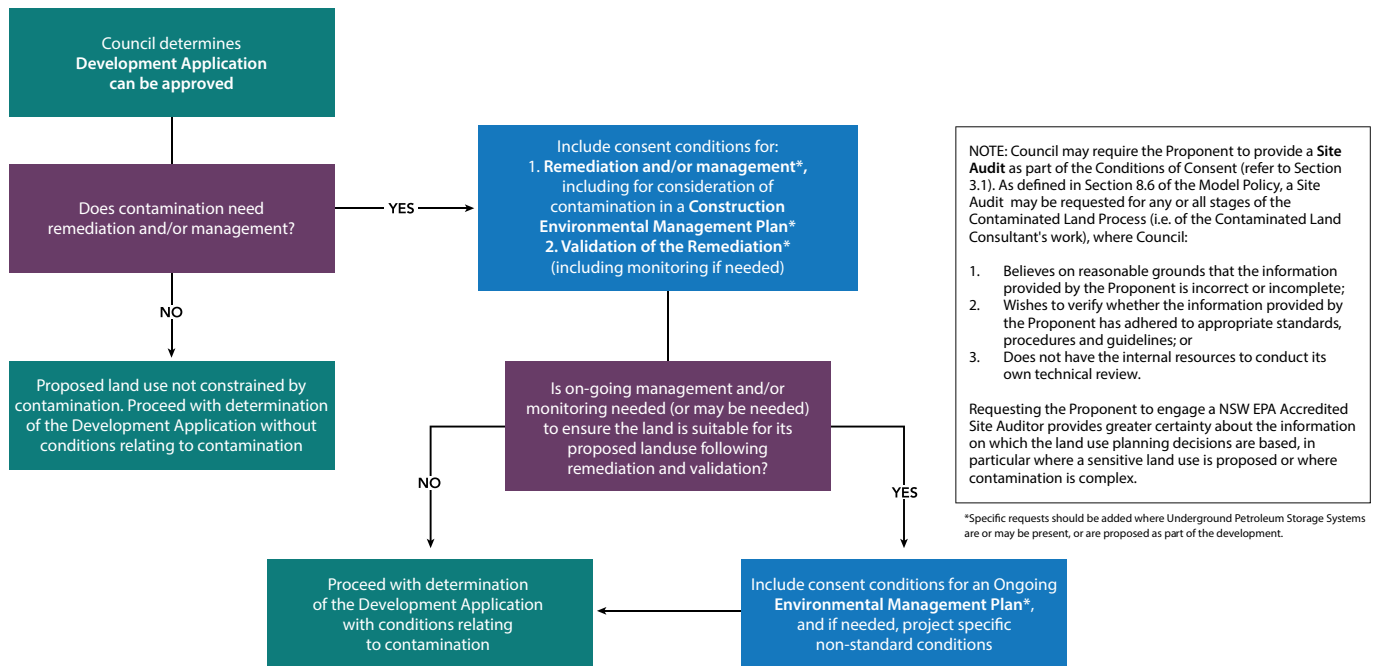 Council determines
Development Application
can be approved
Does contamination need
remediation and/or management?
YES
NO
Include consent conditions for:
1. Remediation and/or management*,
including for consideration of
contamination in a Construction
Environmental Management Plan*
2. Validation of the Remediation*
(including monitoring if needed)
Proposed land use not constrained by
contamination. Proceed with determination
of the Development Application without
conditions relating to contamination
Is on-going management and/or
monitoring needed (or may be needed)
to ensure the land is suitable for its
proposed landuse following
remediation and validation?
NO
YES
Proceed with determination
of the Development Application
with conditions relating
to contamination
Include consent conditions for an Ongoing
Environmental Management Plan*,
and if needed, project specific
non-standard conditions
NOTE: Council may require the Proponent to provide a Site
Audit as part of the Conditions of Consent (refer to Section
3.1). As defined in Section 8.6 of the Model Policy, a Site
Audit may be requested for any or all stages of the
Contaminated Land Process (i.e. of the Contaminated Land
Consultant's work), where Council:
1. Believes on reasonable grounds that the information
provided by the Proponent is incorrect or incomplete;
2. Wishes to verify whether the information provided by
the Proponent has adhered to appropriate standards,
procedures and guidelines; or
3. Does not have the internal resources to conduct its
own technical review.
Requesting the Proponent to engage a NSW EPA Accredited
Site Auditor provides greater certainty about the information
on which the land use planning decisions are based, in
particular where a sensitive land use is proposed or where
contamination is complex.
*Specific requests should be added where Underground Petroleum Storage Systems
are or may be present, or are proposed as part of the development.